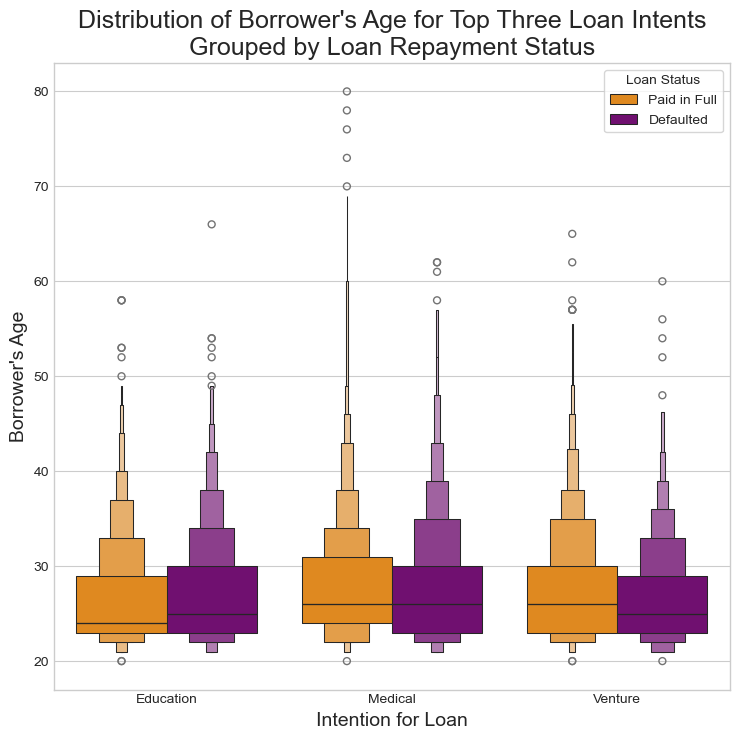 Distribution of Borrower's Age for Top Three Loan Intents
Grouped by Loan Repayment Status
Loan Status
Paid in Full
Defaulted
Borrower's Age
80
70
60
50
40
30
20
Education
Medical
Venture
Intention for Loan